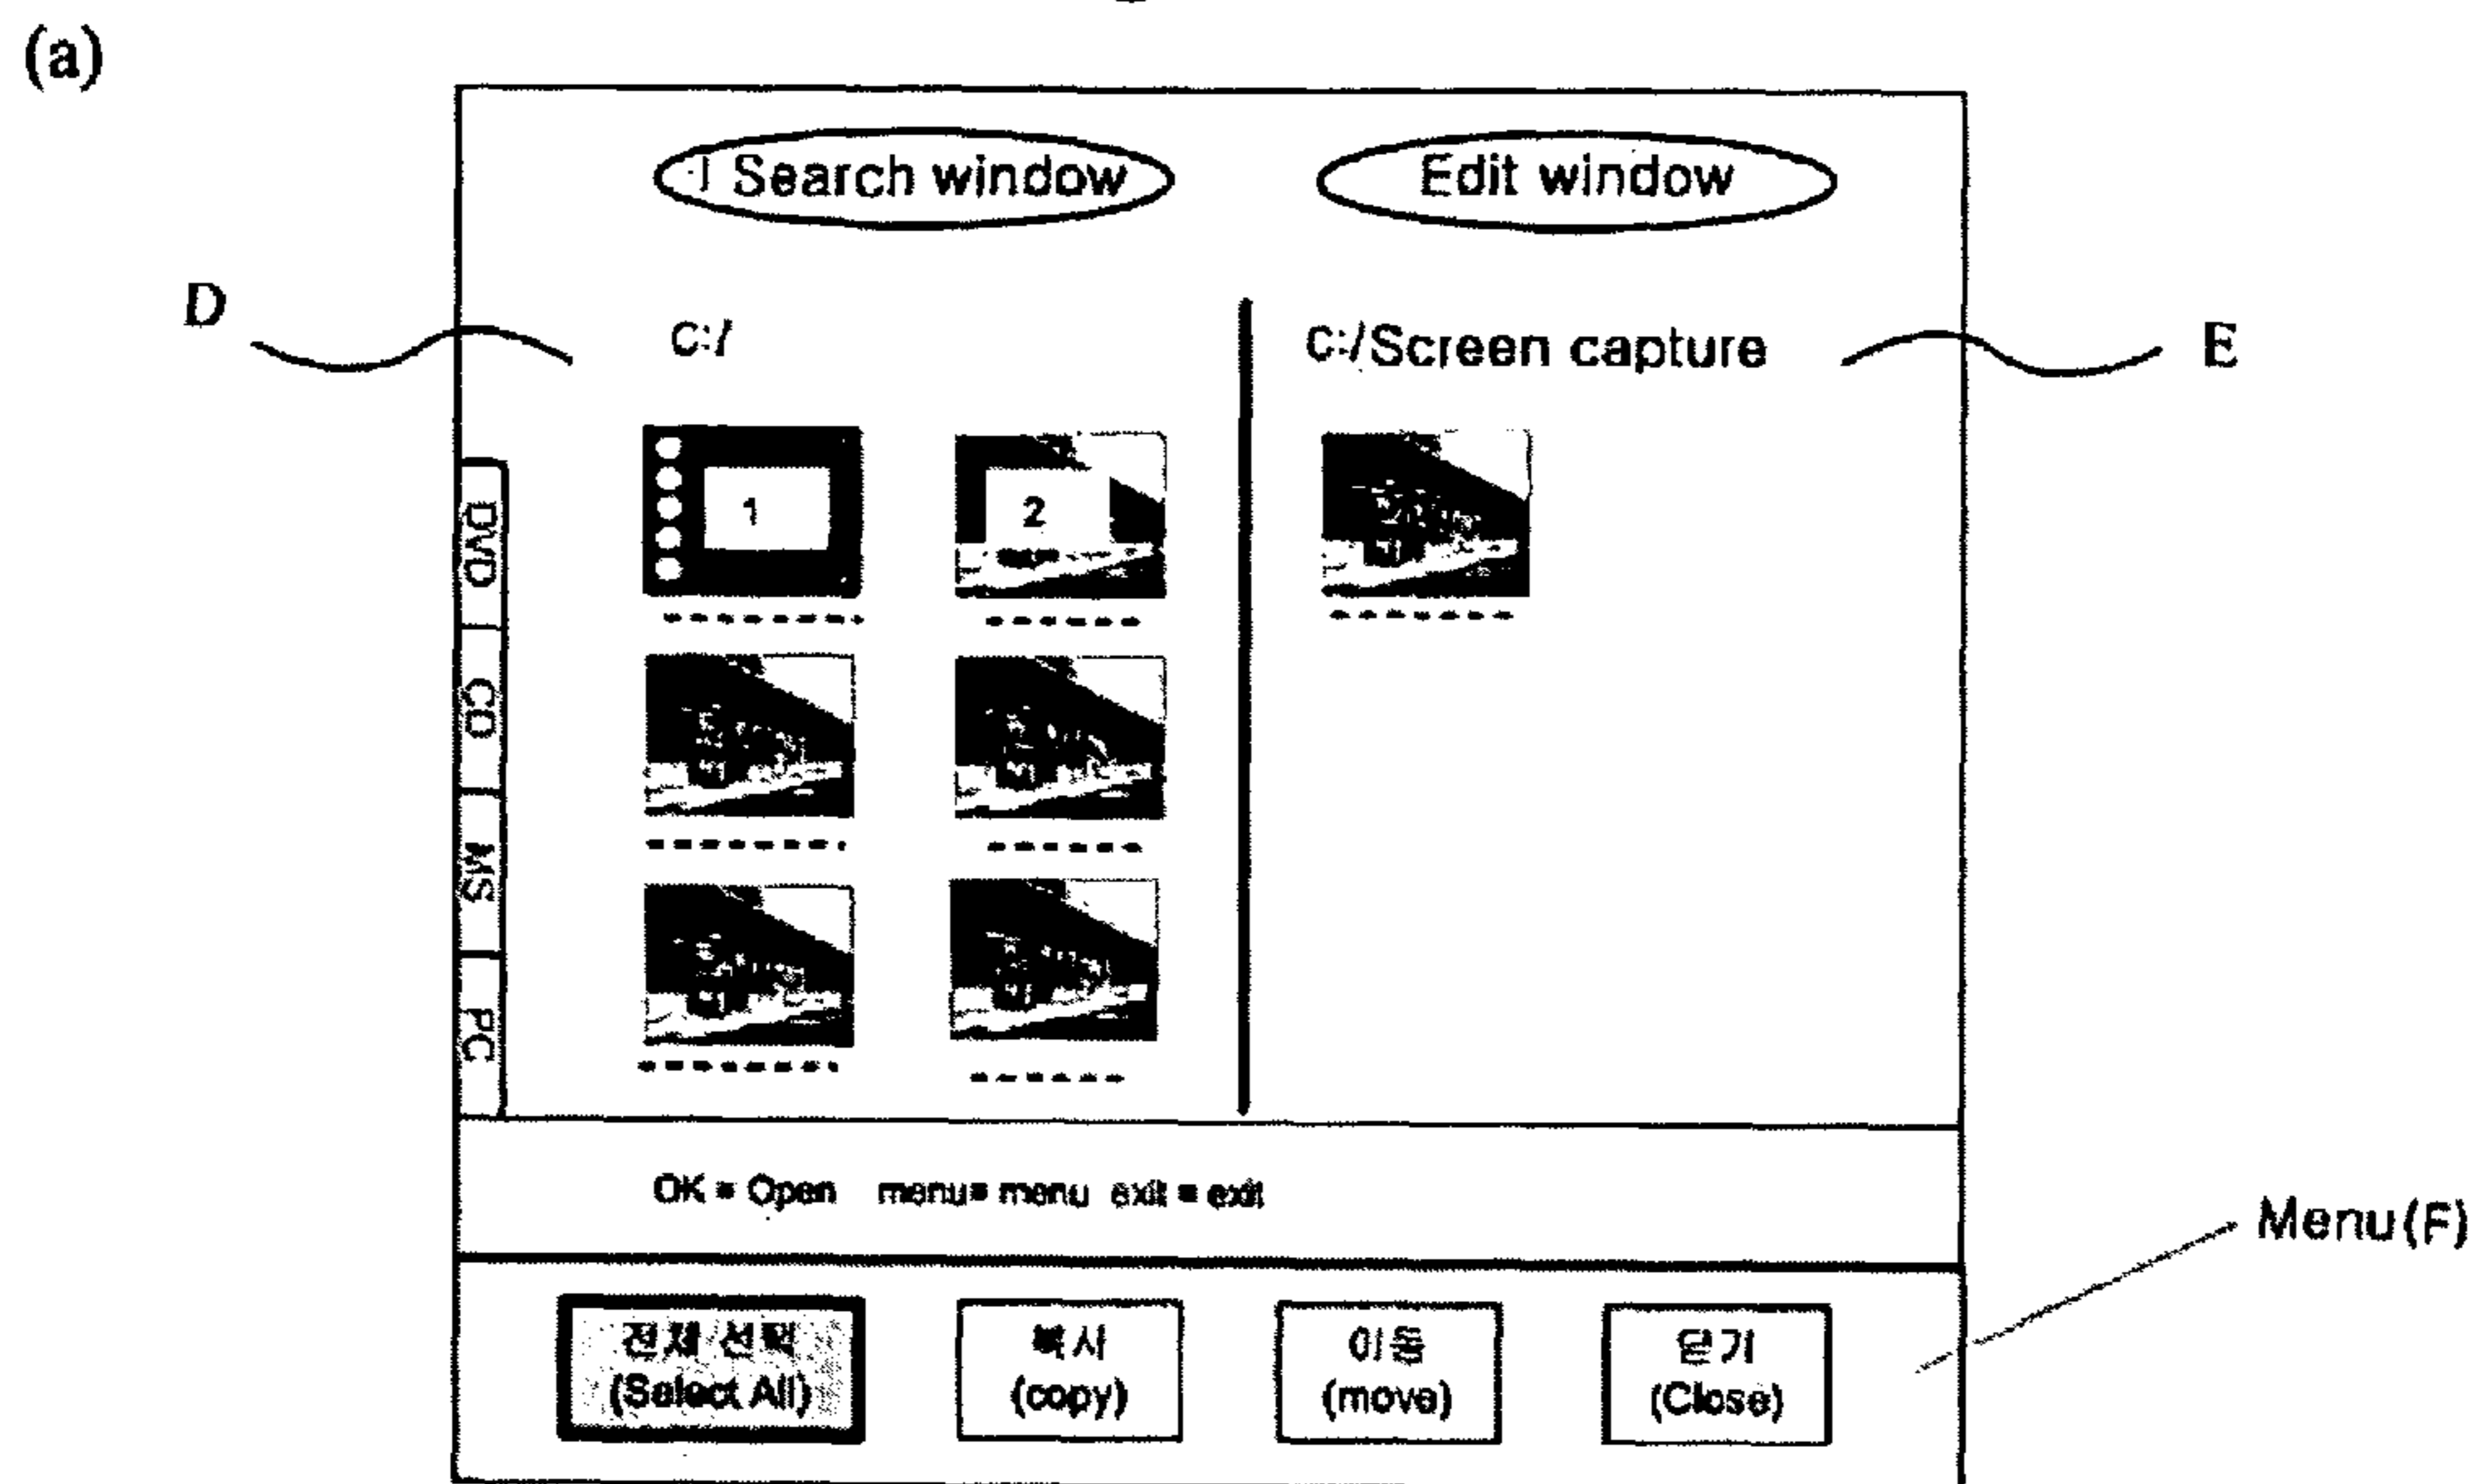 (a)
Search window
Edit window
D
C:/
C:/Screen capture
E
1
2
DVD
CD
MS
PC
OK = Open menu= menu exit = exit
Menu(F)
전체 선택
(Select All)
복사
(copy)
이동
(move)
닫기
(Close)